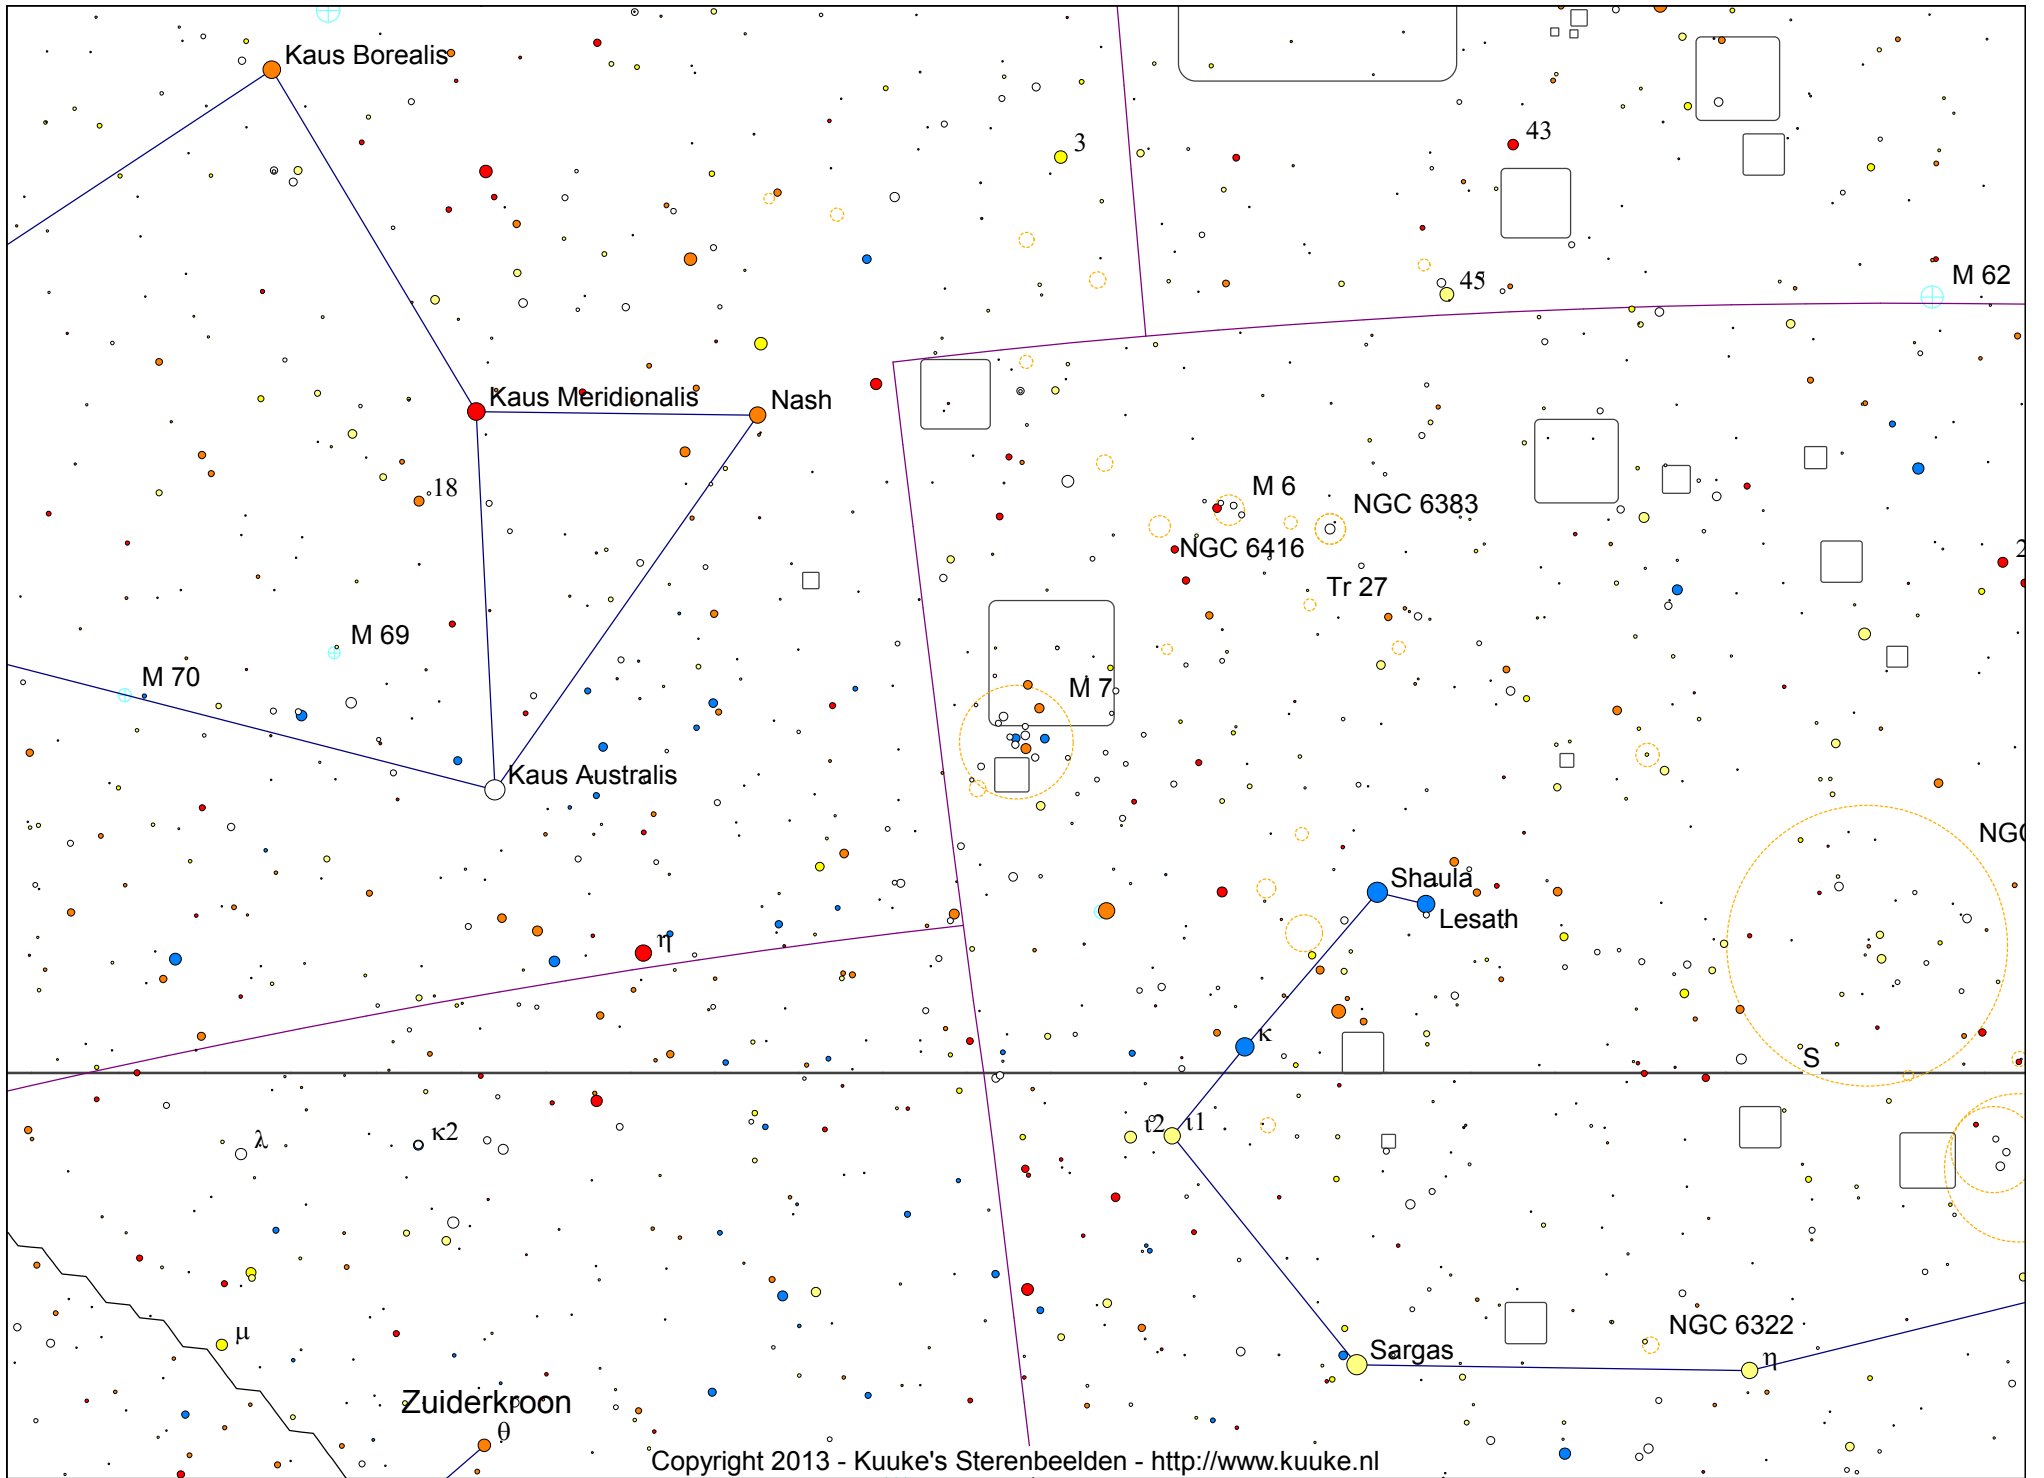 Kaus Borealis
3
43
M 62
45
Kaus Meridionalis
Nash
18
M 6
NGC 6383
NGC 6416
Tr 27
M 69
M 70
M 7
Kaus Australis
NGC
Shaula
Lesath
η
κ
S
λ
κ2
ι2
ι1
μ
NGC 6322
Sargas
η
Zuiderkroon
θ
Copyright 2013 - Kuuke's Sterenbeelden - http://www.kuuke.nl